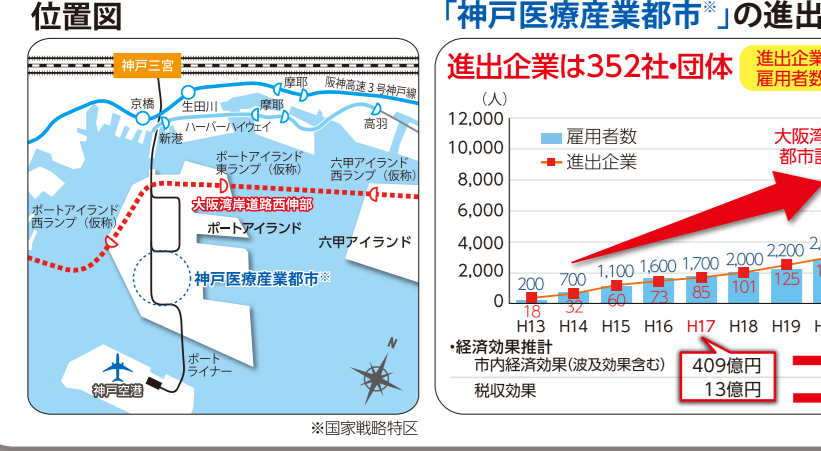 位置図
神戸三宮
京橋
生田川
摩耶
阪神高速3号神戸線
摩耶
新港
ハーバーハイウェイ
高羽
ポートアイランド
東ランプ（仮称）
六甲アイランド
西ランプ（仮称）
大阪湾岸道路西伸部
ポートアイランド
西ランプ（仮称）
ポートアイランド
六甲アイランド
神戸医療産業都市※
N
ポート
ライナー
神戸空港
※国家戦略特区
「神戸医療産業都市※」の進出
進出企業は352社・団体
進出企業
雇用者数
（人）
12,000
10,000
8,000
6,000
4,000
2,000
0
雇用者数
進出企業
大阪湾
都市計
200 700 1,100 1,600 1,700 2,000 2,200
18 32 60 73 85 101 125
H13 H14 H15 H16 H17 H18 H19
・経済効果推計
市内経済効果(波及効果含む) 409億円
税収効果 13億円